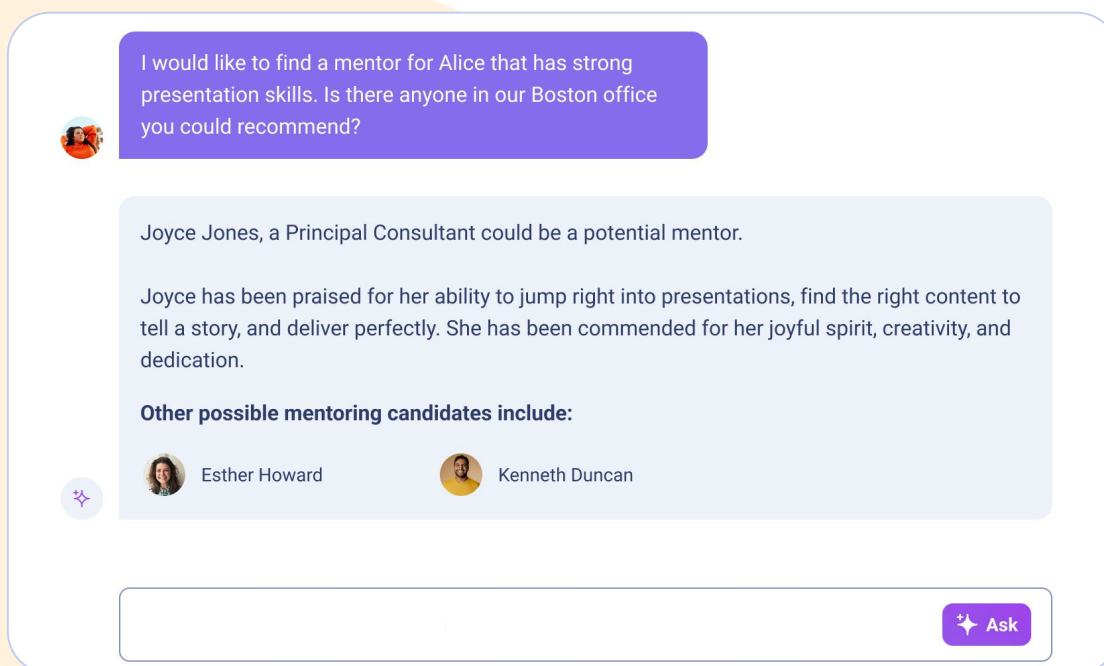 I would like to find a mentor for Alice that has strong
presentation skills. Is there anyone in our Boston office
you could recommend?
Joyce Jones, a Principal Consultant could be a potential mentor.
Joyce has been praised for her ability to jump right into presentations, find the right content to
tell a story, and deliver perfectly. She has been commended for her joyful spirit, creativity, and
dedication.
Other possible mentoring candidates include:
Esther Howard
Kenneth Duncan
Ask